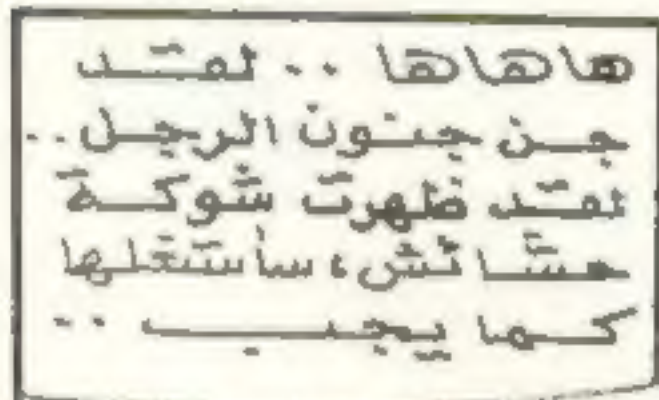 هاهاها .. لقد
جن جنون الرجل ..
لقد ظهرت شوكة
حشائش، سأستغلها
كما يجب ..